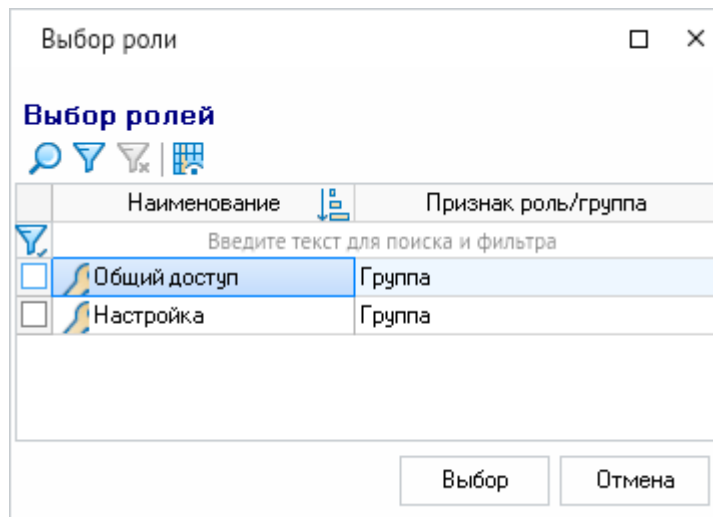 Выбор роли
Выбор ролей
Наименование Признак роль/группа
Введите текст для поиска и фильтра
Общий доступ Группа
Настройка Группа
Выбор Отмена